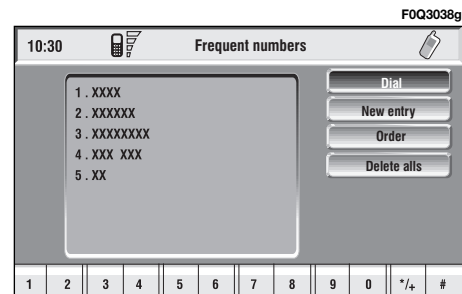 F0Q3038g
10:30 Frequent numbers
1 . XXXX
2 . XXXXXX
3 . XXXXXXXX
4 . XXX XXX
5 . XX
Dial
New entry
Order
Delete alls
1 2 3 4 5 6 7 8 9 0 */+ #